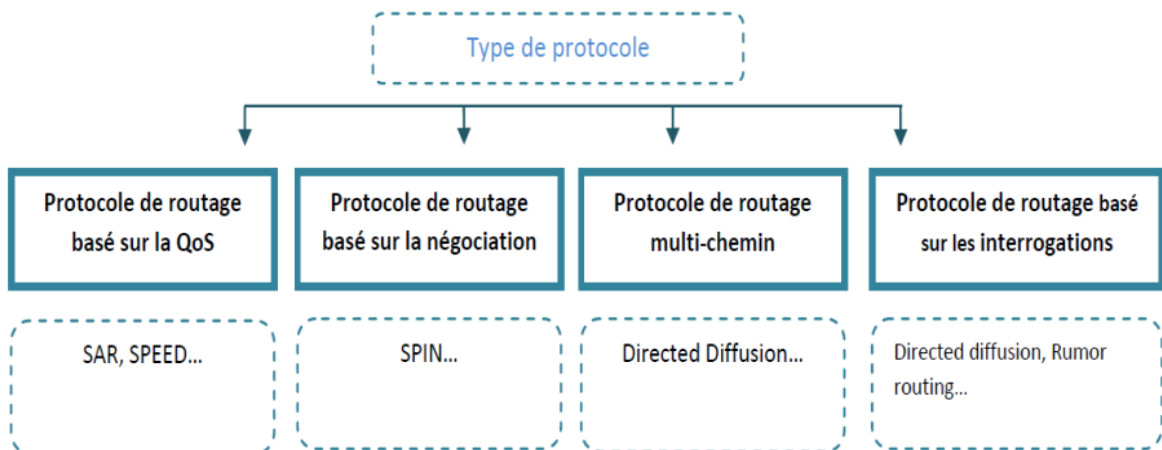 Type de protocole
Protocole de routage
basé sur la QoS
Protocole de routage
basé sur la négociation
Protocole de routage
multi-chemin
Protocole de routage basé
sur les interrogations
SAR, SPEED...
SPIN...
Directed Diffusion...
Directed diffusion, Rumor
routing...